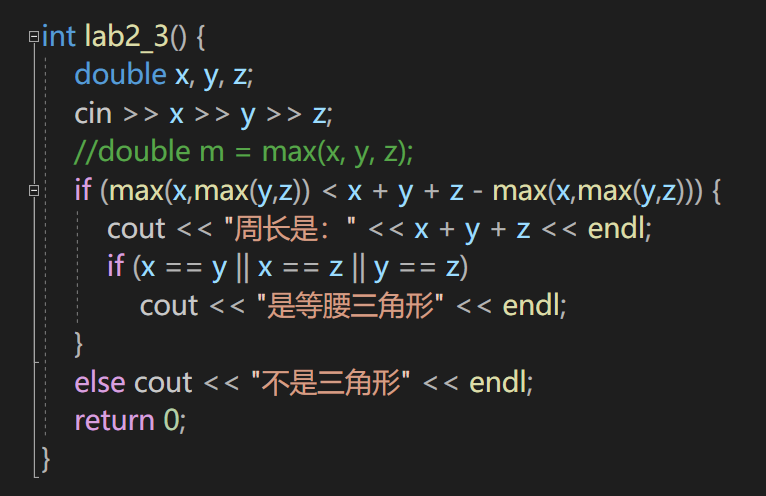 int lab2_3() {
double x, y, z;
cin >> x >> y >> z;
//double m = max(x, y, z);
if (max(x,max(y,z)) < x + y + z - max(x,max(y,z))) {
cout << "周长是：" << x + y + z << endl;
if (x == y || x == z || y == z)
cout << "是等腰三角形" << endl;
}
else cout << "不是三角形" << endl;
return 0;
}